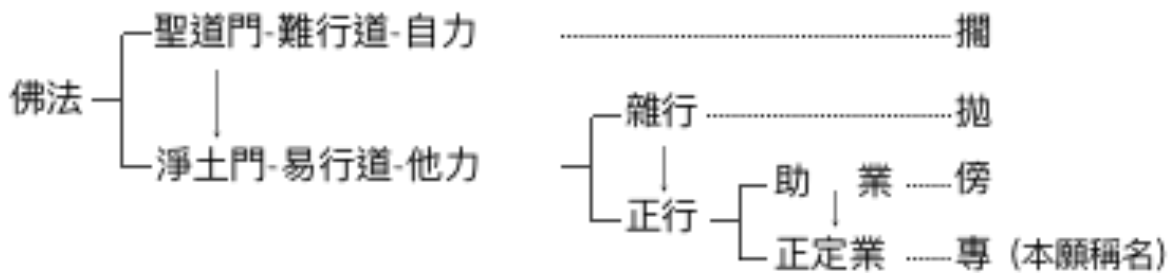 聖道門-難行道-自力 擱
佛法
雜行 拋
淨土門-易行道-他力
助 業 傍
正行
正定業 專 (本願稱名)